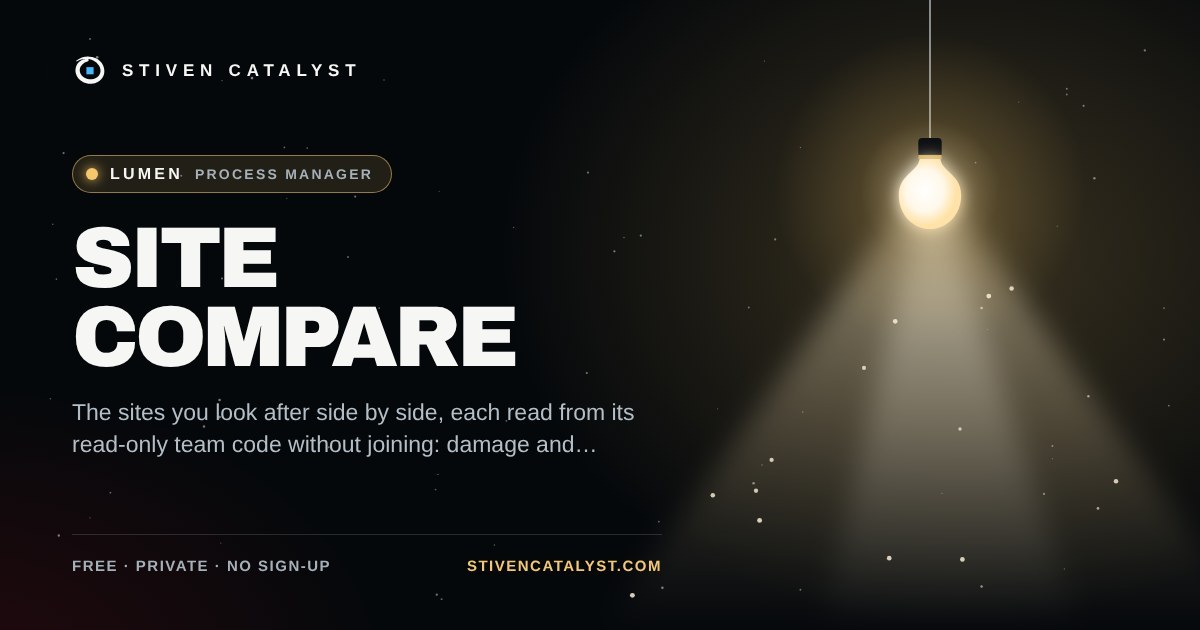 STIVEN CATALYST
LUMEN PROCESS MANAGER
SITE
COMPARE
The sites you look after side by side, each read from its
read-only team code without joining: damage and…
FREE · PRIVATE · NO SIGN-UP
STIVENCATALYST.COM